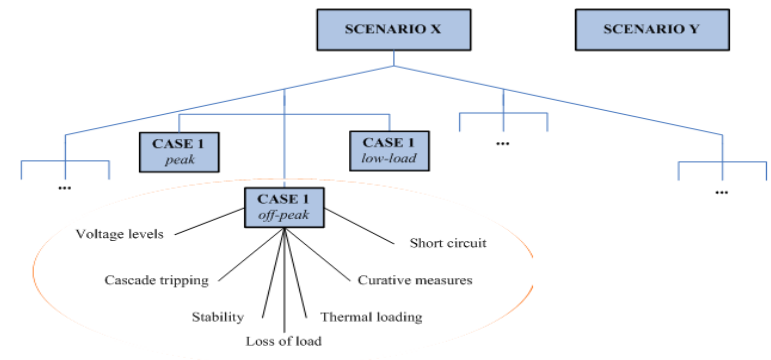 SCENARIO X
SCENARIO Y
CASE 1
peak
CASE 1
low-load
...
...
...
CASE 1
off-peak
Voltage levels
Short circuit
Cascade tripping
Curative measures
Stability
Thermal loading
Loss of load